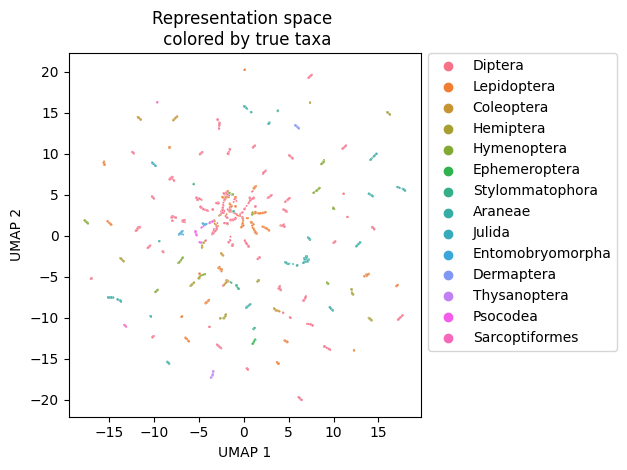 Representation space
colored by true taxa
UMAP 2
20
15
10
5
0
−5
−10
−15
−20
−15
−10
−5
0
5
10
15
UMAP 1
Diptera
Lepidoptera
Coleoptera
Hemiptera
Hymenoptera
Ephemeroptera
Stylommatophora
Araneae
Julida
Entomobryomorpha
Dermaptera
Thysanoptera
Psocodea
Sarcoptiformes